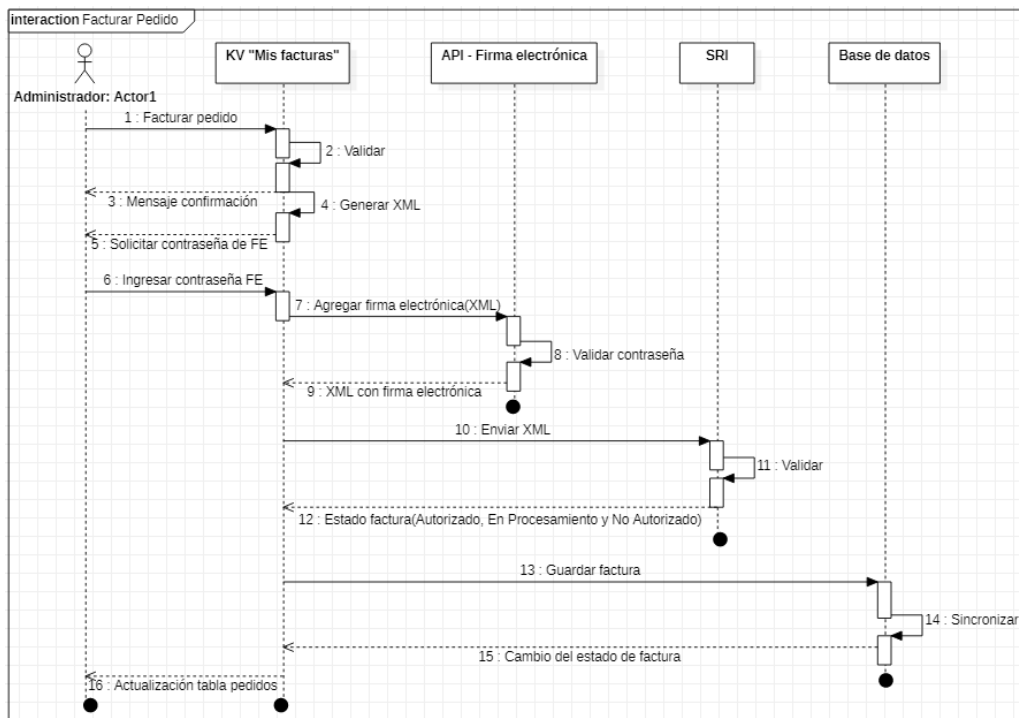 interaction Facturar Pedido
KV "Mis facturas"
API - Firma electrónica
SRI
Base de datos
Administrador: Actor1
1 : Facturar pedido
2 : Validar
3 : Mensaje confirmación
4 : Generar XML
5 : Solicitar contraseña de FE
6 : Ingresar contraseña FE
7 : Agregar firma electrónica(XML)
8 : Validar contraseña
9 : XML con firma electrónica
10 : Enviar XML
11 : Validar
12 : Estado factura(Autorizado, En Procesamiento y No Autorizado)
13 : Guardar factura
14 : Sincronizar
15 : Cambio del estado de factura
16 : Actualización tabla pedidos